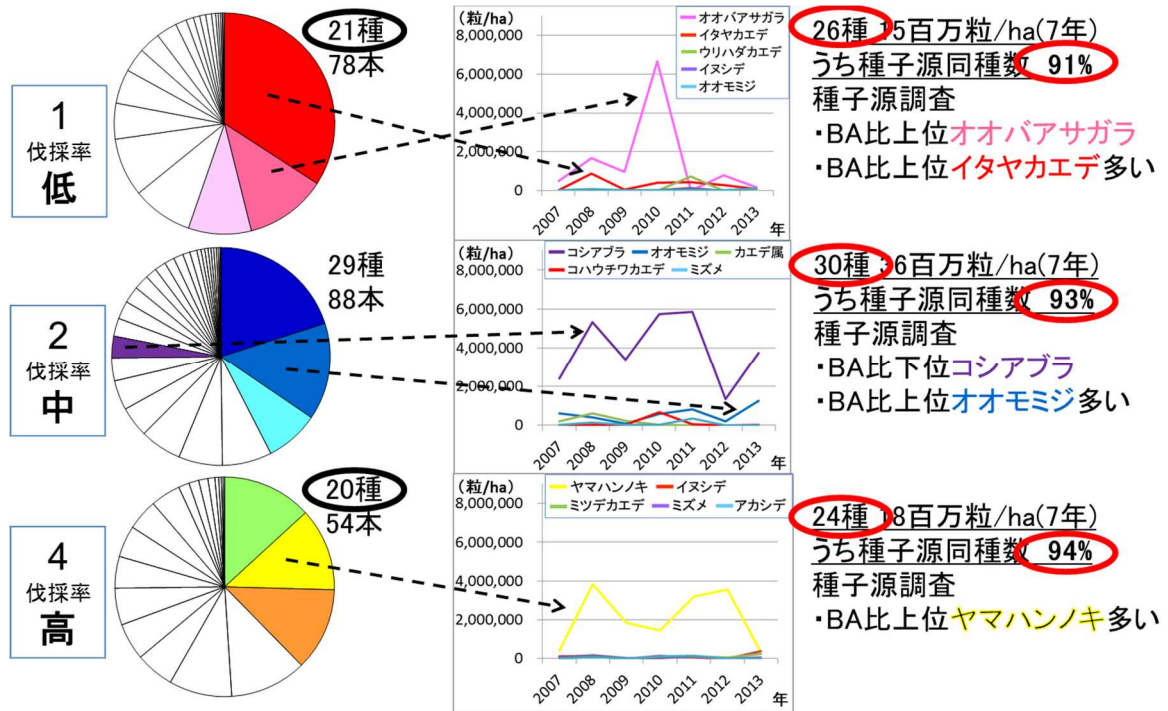 1
伐採率
低
21種
78本
(粒/ha)
8,000,000
6,000,000
4,000,000
2,000,000
0
2007
2008
2009
2010
2011
2012
2013
年
オオバアサガラ
イタヤカエデ
ウリハダカエデ
イヌシデ
オオモミジ
26種 15百万粒/ha(7年)
うち種子源同種数 91%
種子源調査
・BA比上位オオバアサガラ
・BA比上位イタヤカエデ多い
2
伐採率
中
29種
88本
(粒/ha)
8,000,000
6,000,000
4,000,000
2,000,000
0
2007
2008
2009
2010
2011
2012
2013
年
コシアブラ オオモミジ カエデ属
コハウチワカエデ ミズメ
30種 36百万粒/ha(7年)
うち種子源同種数 93%
種子源調査
・BA比下位コシアブラ
・BA比上位オオモミジ多い
4
伐採率
高
20種
54本
(粒/ha)
8,000,000
6,000,000
4,000,000
2,000,000
0
2007
2008
2009
2010
2011
2012
2013
年
ヤマハンノキ イヌシデ
ミツデカエデ ミズメ アカシデ
24種 18百万粒/ha(7年)
うち種子源同種数 94%
種子源調査
・BA比上位ヤマハンノキ多い